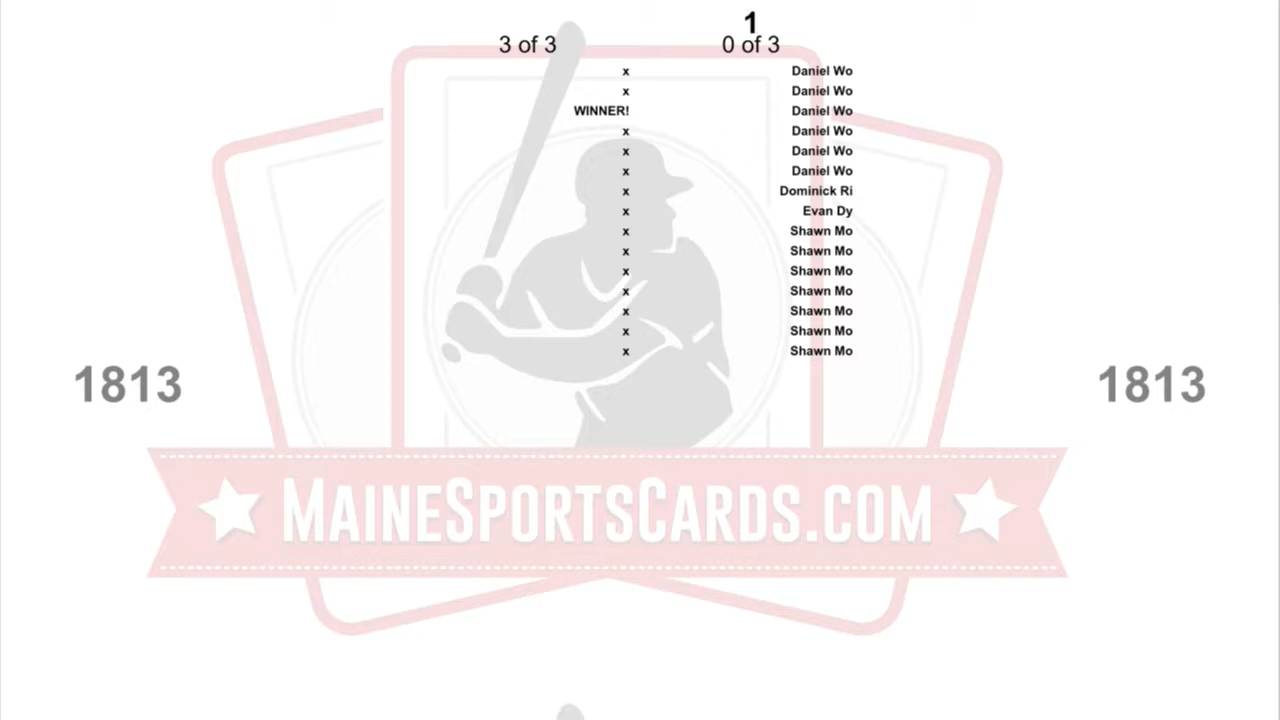 1
3 of 3 0 of 3
x Daniel Wo
x Daniel Wo
WINNER! Daniel Wo
x Daniel Wo
x Daniel Wo
x Daniel Wo
x Dominick Ri
x Evan Dy
x Shawn Mo
x Shawn Mo
x Shawn Mo
x Shawn Mo
x Shawn Mo
x Shawn Mo
x Shawn Mo
1813 1813
MAINESPORTSCARDS.COM